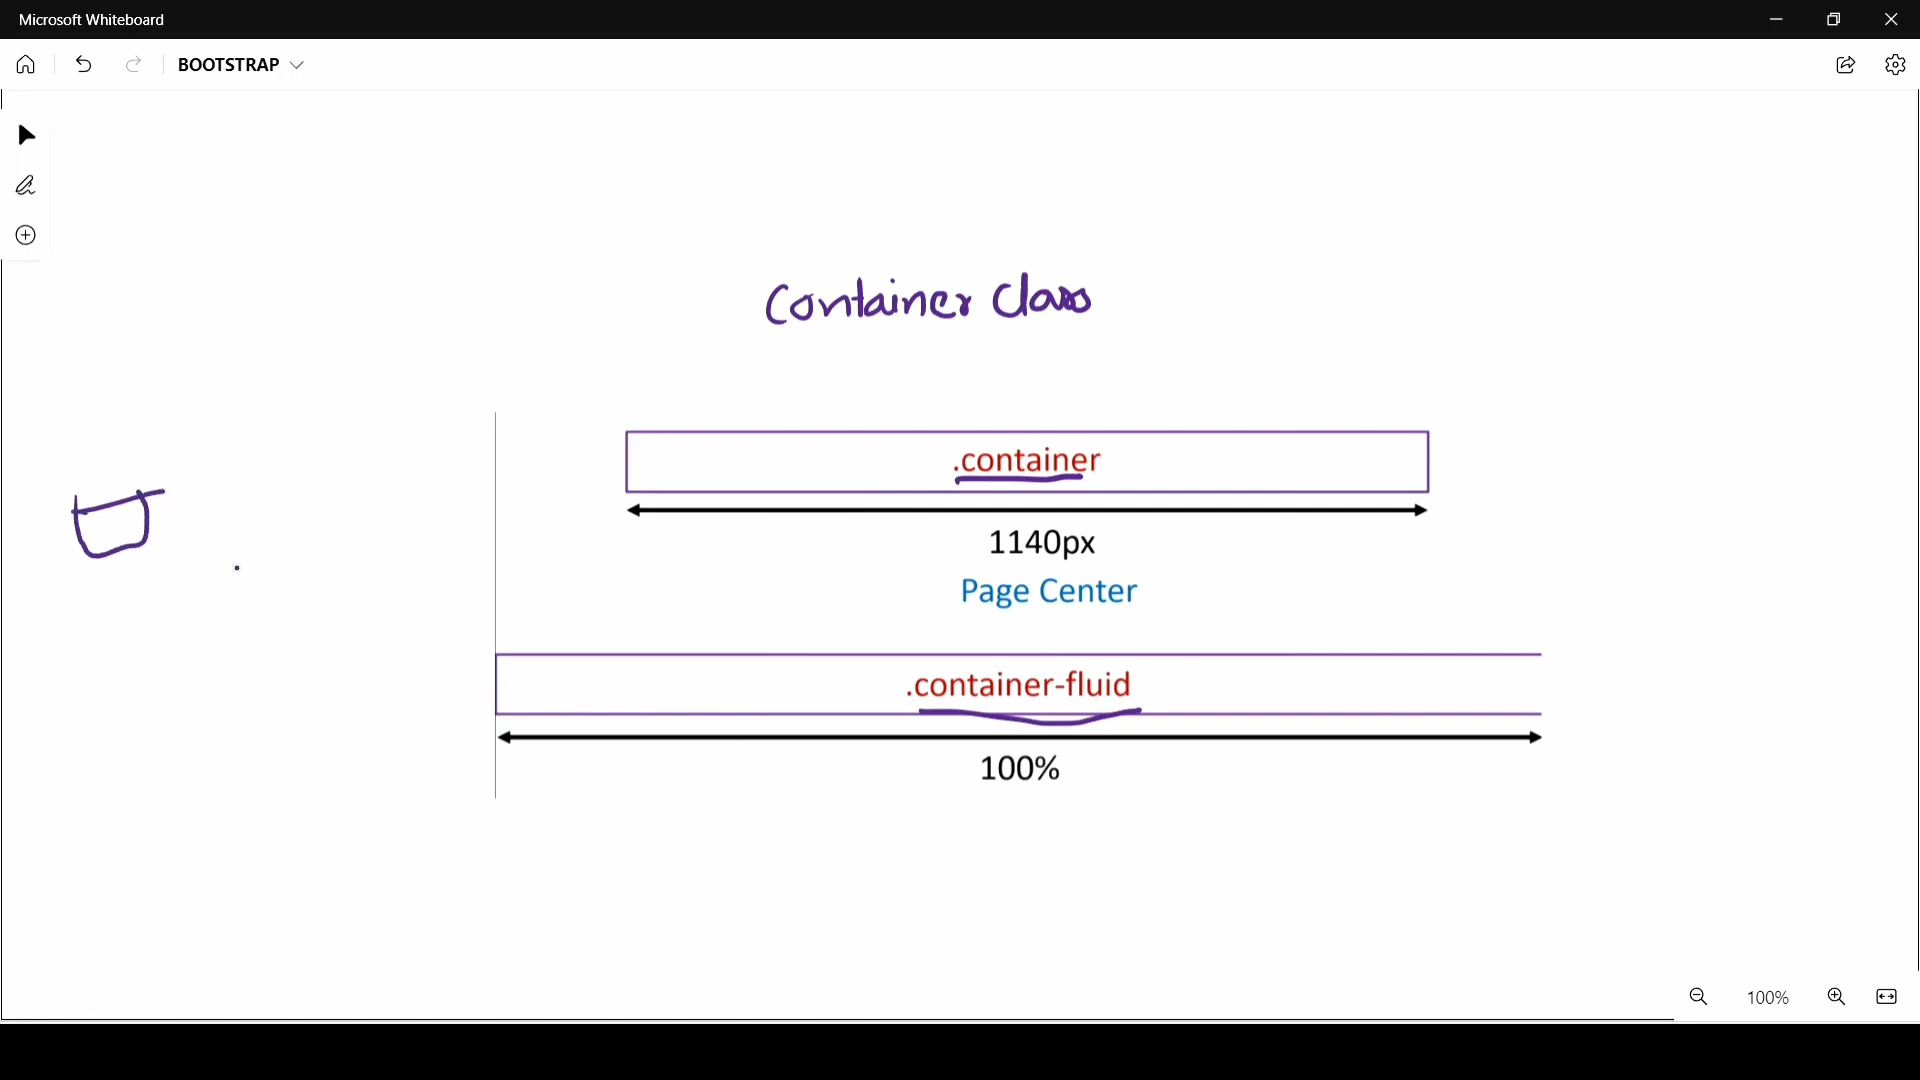 Microsoft Whiteboard
BOOTSTRAP
Container Class
.container
1140px
Page Center
.container-fluid
100%
100%